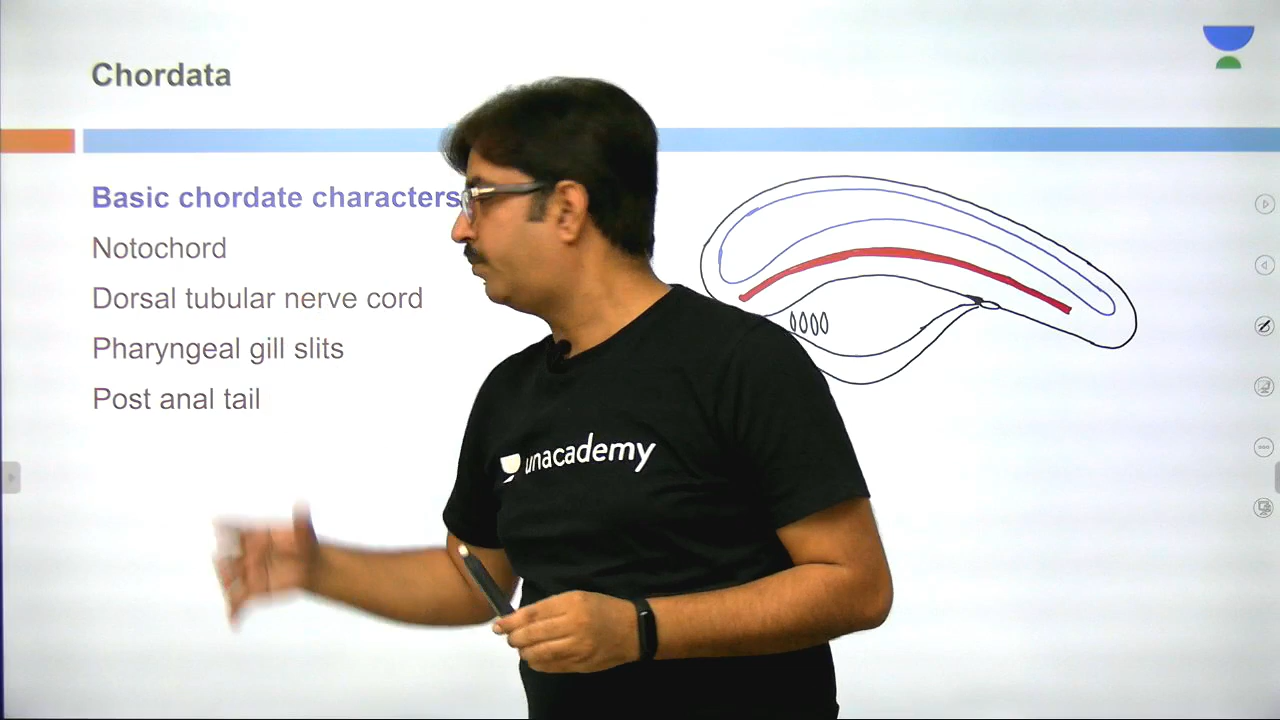 Chordata
Basic chordate characters
Notochord
Dorsal tubular nerve cord
Pharyngeal gill slits
Post anal tail
unacademy